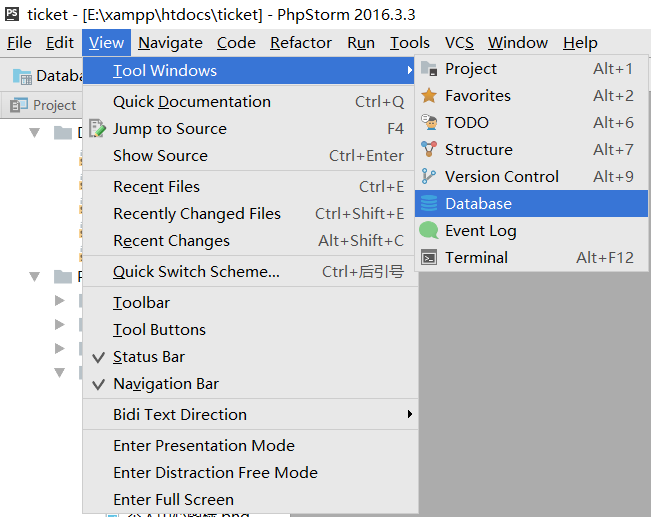 PS ticket - [E:\xampp\htdocs\ticket] - PhpStorm 2016.3.3
File Edit View Navigate Code Refactor Run Tools VCS Window Help
Databa
Project
D
P
Tool Windows
Quick Documentation Ctrl+Q
Jump to Source F4
Show Source Ctrl+Enter
Recent Files Ctrl+E
Recently Changed Files Ctrl+Shift+E
Recent Changes Alt+Shift+C
Quick Switch Scheme... Ctrl+后引号
Toolbar
Tool Buttons
Status Bar
Navigation Bar
Bidi Text Direction
Enter Presentation Mode
Enter Distraction Free Mode
Enter Full Screen
Project Alt+1
Favorites Alt+2
TODO Alt+6
Structure Alt+7
Version Control Alt+9
Database
Event Log
Terminal Alt+F12